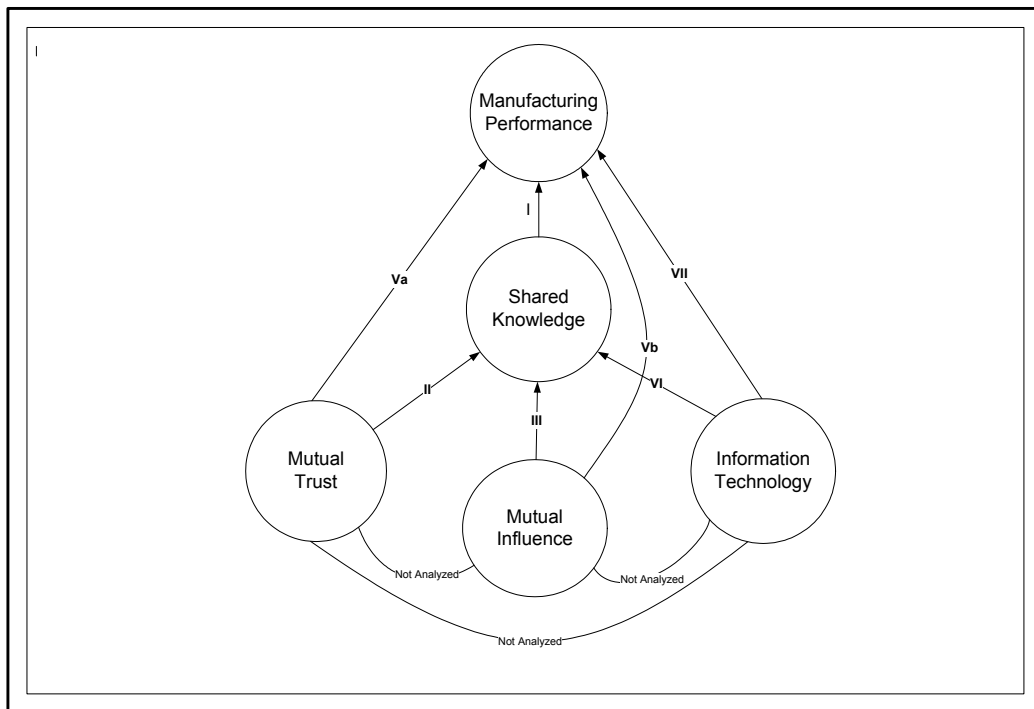 |
Manufacturing
Performance
I
Va
VII
Shared
Knowledge
Vb
II
VI
III
Mutual
Trust
Information
Technology
Mutual
Influence
Not Analyzed
Not Analyzed
Not Analyzed